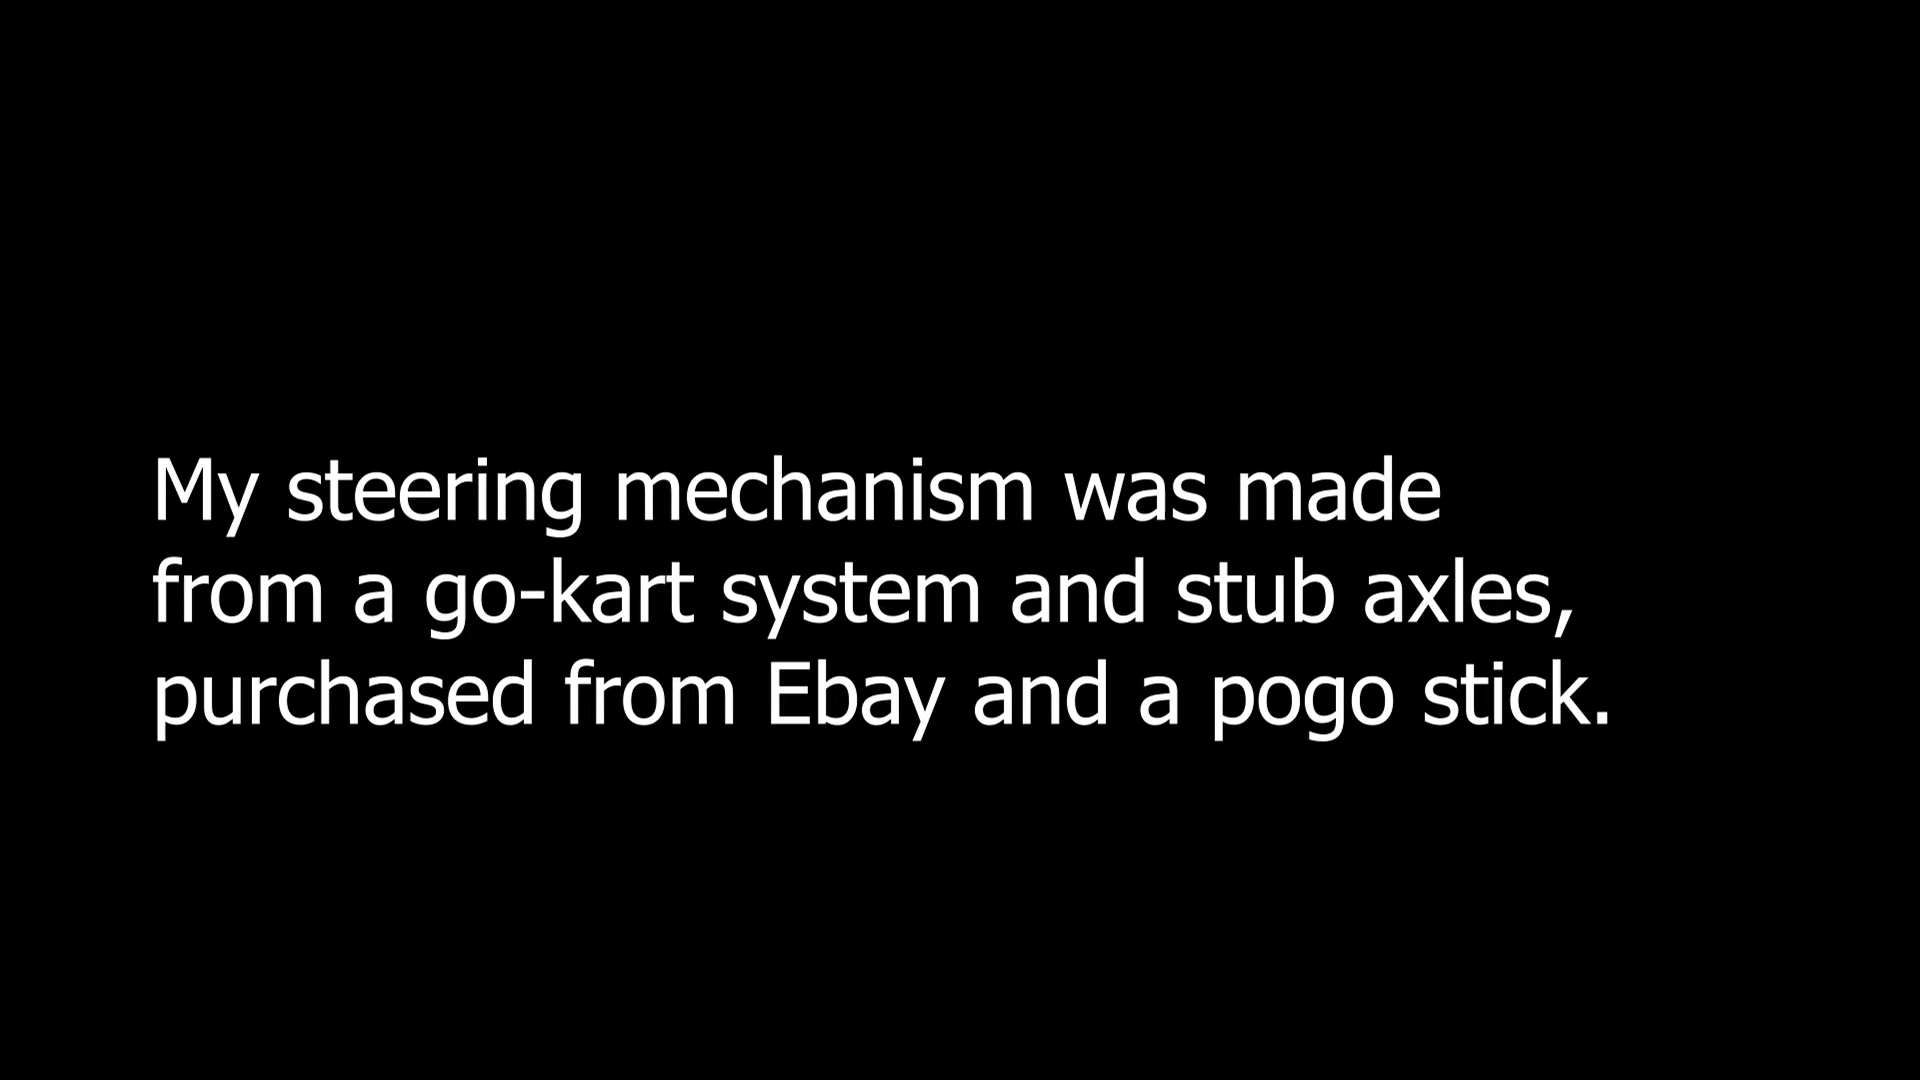 My steering mechanism was made
from a go-kart system and stub axles,
purchased from Ebay and a pogo stick.